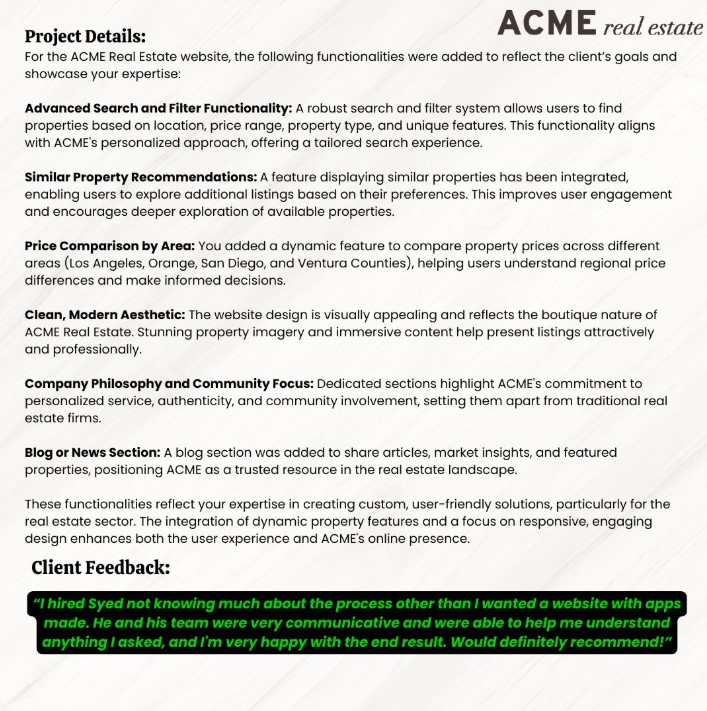 ACME real estate
Project Details:
For the ACME Real Estate website, the following functionalities were added to reflect the client's goals and
showcase your expertise:
Advanced Search and Filter Functionality: A robust search and filter system allows users to find
properties based on location, price range, property type, and unique features. This functionality aligns
with ACME's personalized approach, offering a tailored search experience.
Similar Property Recommendations: A feature displaying similar properties has been integrated,
enabling users to explore additional listings based on their preferences. This improves user engagement
and encourages deeper exploration of available properties.
Price Comparison by Area: You added a dynamic feature to compare property prices across different
areas (Los Angeles, Orange, San Diego, and Ventura Counties), helping users understand regional price
differences and make informed decisions.
Clean, Modern Aesthetic: The website design is visually appealing and reflects the boutique nature of
ACME Real Estate. Stunning property imagery and immersive content help present listings attractively
and professionally.
Company Philosophy and Community Focus: Dedicated sections highlight ACME's commitment to
personalized service, authenticity, and community involvement, setting them apart from traditional real
estate firms.
Blog or News Section: A blog section was added to share articles, market insights, and featured
properties, positioning ACME as a trusted resource in the real estate landscape.
These functionalities reflect your expertise in creating custom, user-friendly solutions, particularly for the
real estate sector. The integration of dynamic property features and a focus on responsive, engaging
design enhances both the user experience and ACME's online presence.
Client Feedback:
“I hired Syed not knowing much about the process other than I wanted a website with apps
made. He and his team were very communicative and were able to help me understand
anything I asked, and I'm very happy with the end result. Would definitely recommend!”